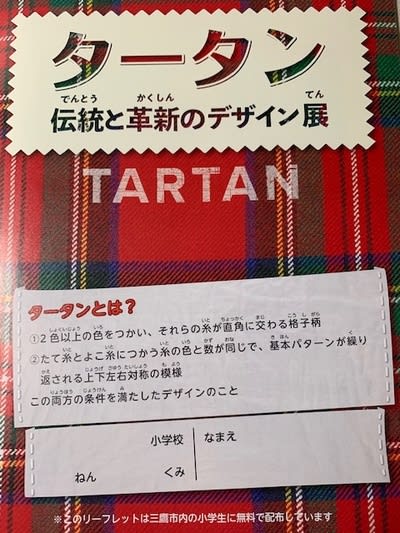 タータン
伝統と革新のデザイン展
TARTAN
タータンとは？
①2色以上の色をつかい、それらの糸が直角に交わる格子柄
②たて糸とよこ糸につかう糸の色と数が同じで、基本パターンが繰り
返される上下左右対称の模様
この両方の条件を満たしたデザインのこと
小学校 なまえ
ねん くみ
※このリーフレットは三鷹市内の小学生に無料で配布しています